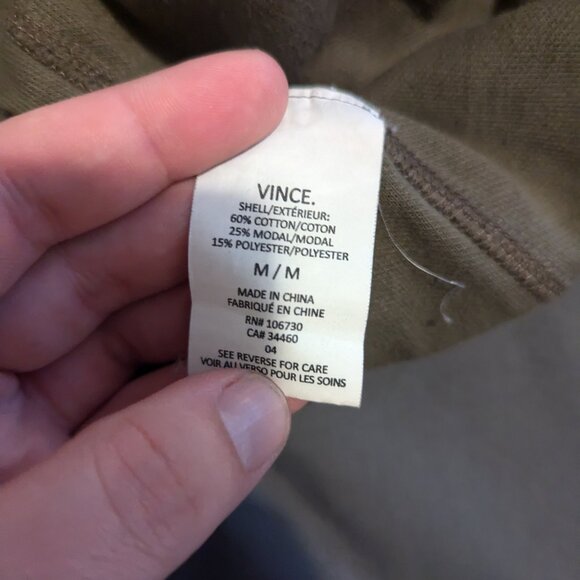 VINCE.
SHELL/EXTÉRIEUR:
60% COTTON/COTON
25% MODAL/MODAL
15% POLYESTER/POLYESTER
M / M
MADE IN CHINA
FABRIQUÉ EN CHINE
RN# 106730
CA# 34460
04
SEE REVERSE FOR CARE
VOIR AU VERSO POUR LES SOINS